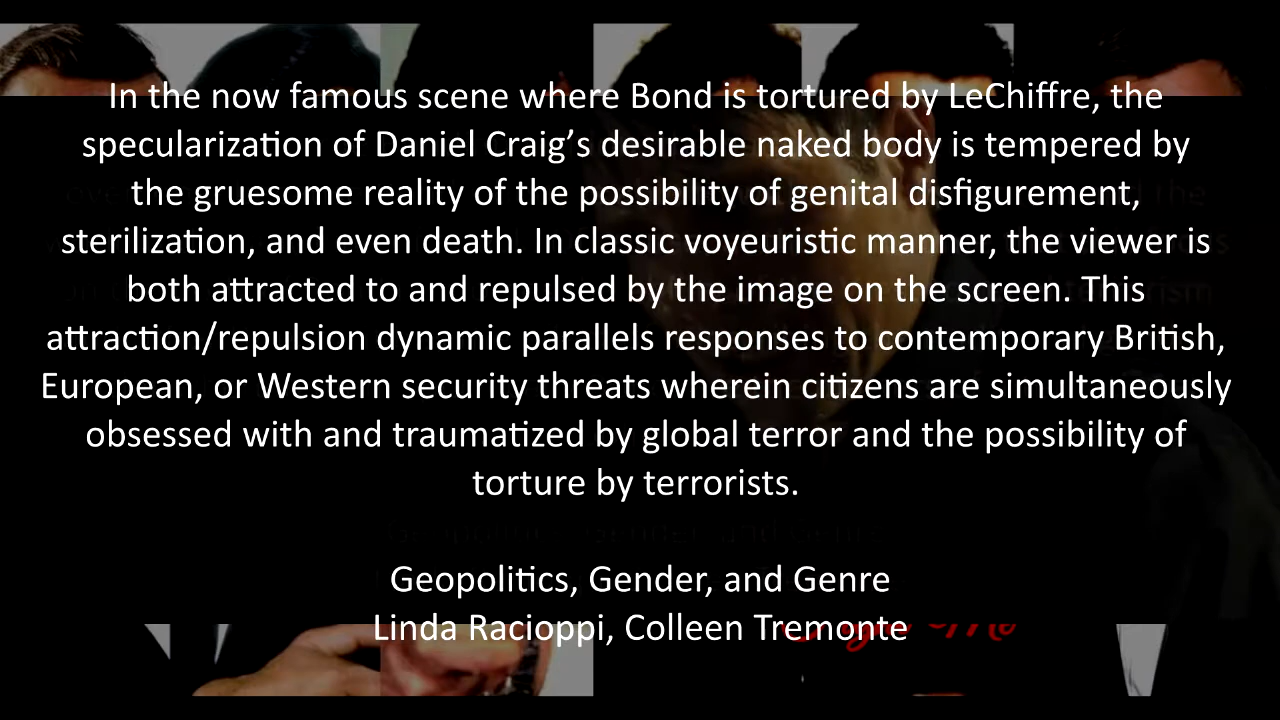 In the now famous scene where Bond is tortured by LeChiffre, the
specularization of Daniel Craig’s desirable naked body is tempered by
the gruesome reality of the possibility of genital disfigurement,
sterilization, and even death. In classic voyeuristic manner, the viewer is
both attracted to and repulsed by the image on the screen. This
attraction/repulsion dynamic parallels responses to contemporary British,
European, or Western security threats wherein citizens are simultaneously
obsessed with and traumatized by global terror and the possibility of
torture by terrorists.
Geopolitics, Gender, and Genre
Linda Racioppi, Colleen Tremonte